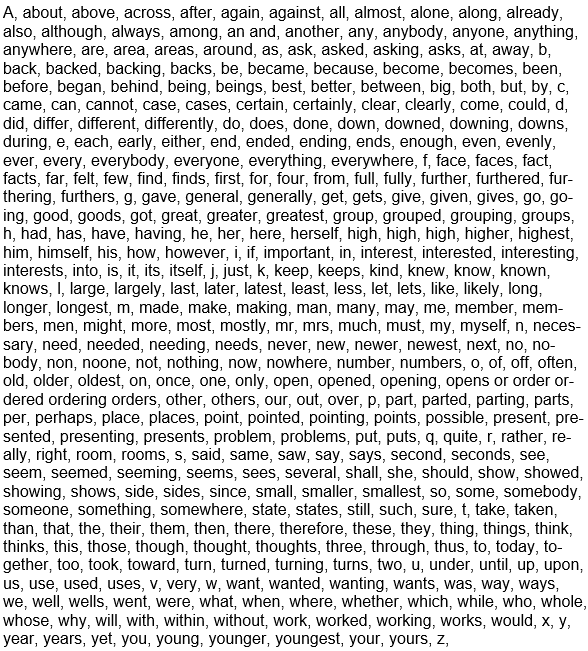 A, about, above, across, after, again, against, all, almost, alone, along, already,
also, although, always, among, an and, another, any, anybody, anyone, anything,
anywhere, are, area, areas, around, as, ask, asked, asking, asks, at, away, b,
back, backed, backing, backs, be, became, because, become, becomes, been,
before, began, behind, being, beings, best, better, between, big, both, but, by, c,
came, can, cannot, case, cases, certain, certainly, clear, clearly, come, could, d,
did, differ, different, differently, do, does, done, down, downed, downing, downs,
during, e, each, early, either, end, ended, ending, ends, enough, even, evenly,
ever, every, everybody, everyone, everything, everywhere, f, face, faces, fact,
facts, far, felt, few, find, finds, first, for, four, from, full, fully, further, furthered, fur-
thering, furthers, g, gave, general, generally, get, gets, give, given, gives, go, go-
ing, good, goods, got, great, greater, greatest, group, grouped, grouping, groups,
h, had, has, have, having, he, her, here, herself, high, high, high, higher, highest,
him, himself, his, how, however, i, if, important, in, interest, interested, interesting,
interests, into, is, it, its, itself, j, just, k, keep, keeps, kind, knew, know, known,
knows, l, large, largely, last, later, latest, least, less, let, lets, like, likely, long,
longer, longest, m, made, make, making, man, many, may, me, member, mem-
bers, men, might, more, most, mostly, mr, mrs, much, must, my, myself, n, neces-
sary, need, needed, needing, needs, never, new, newer, newest, next, no, no-
body, non, noone, not, nothing, now, nowhere, number, numbers, o, of, off, often,
old, older, oldest, on, once, one, only, open, opened, opening, opens or order or-
dered ordering orders, other, others, our, out, over, p, part, parted, parting, parts,
per, perhaps, place, places, point, pointed, pointing, points, possible, present, pre-
sented, presenting, presents, problem, problems, put, puts, q, quite, r, rather, re-
ally, right, room, rooms, s, said, same, saw, say, says, second, seconds, see,
seem, seemed, seeming, seems, sees, several, shall, she, should, show, showed,
showing, shows, side, sides, since, small, smaller, smallest, so, some, somebody,
someone, something, somewhere, state, states, still, such, sure, t, take, taken,
than, that, the, their, them, then, there, therefore, these, they, thing, things, think,
thinks, this, those, though, thought, thoughts, three, through, thus, to, today, to-
gether, too, took, toward, turn, turned, turning, turns, two, u, under, until, up, upon,
us, use, used, uses, v, very, w, want, wanted, wanting, wants, was, way, ways,
we, well, wells, went, were, what, when, where, whether, which, while, who, whole,
whose, why, will, with, within, without, work, worked, working, works, would, x, y,
year, years, yet, you, young, younger, youngest, your, yours, z,